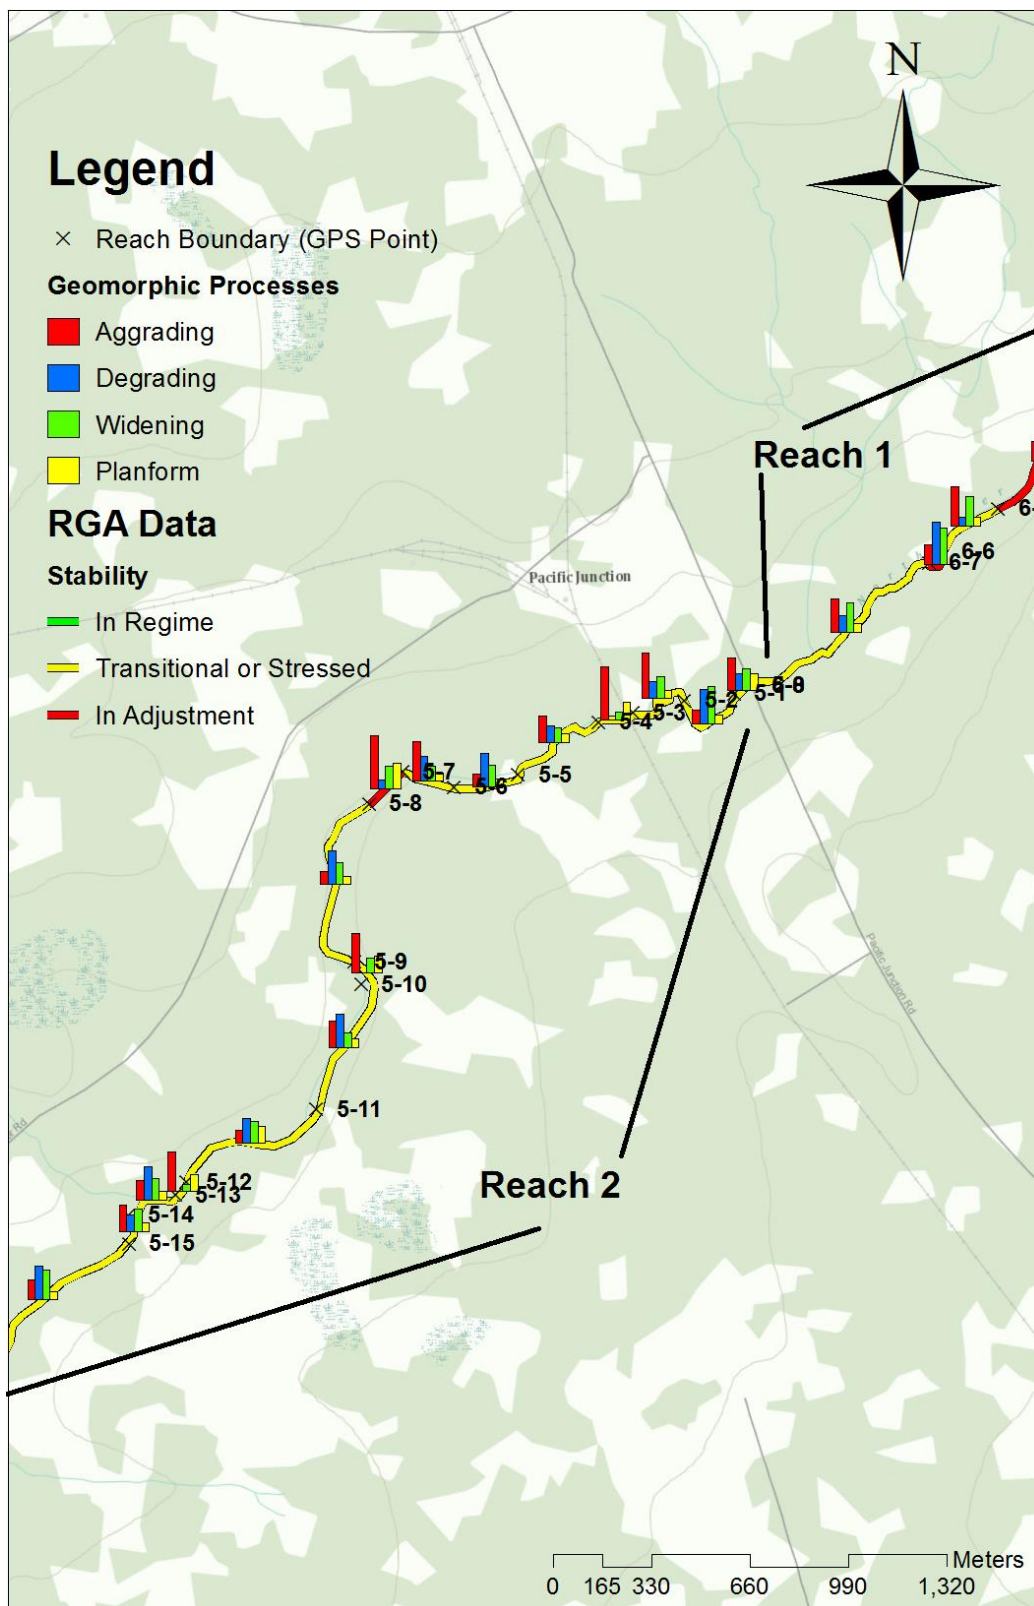 N
Legend
Reach Boundary (GPS Point)
Geomorphic Processes
Aggrading
Degrading
Widening
Planform
RGA Data
Stability
In Regime
Transitional or Stressed
In Adjustment
Reach 1
6-
6-6
6-7
Pacific Junction
5-1
5-2
5-3
5-4
5-5
5-6
5-7
5-8
5-9
5-10
Pacific Junction Rd
5-11
5-12
5-13
5-14
5-15
Reach 2
Meters
0 165 330 660 990 1,320